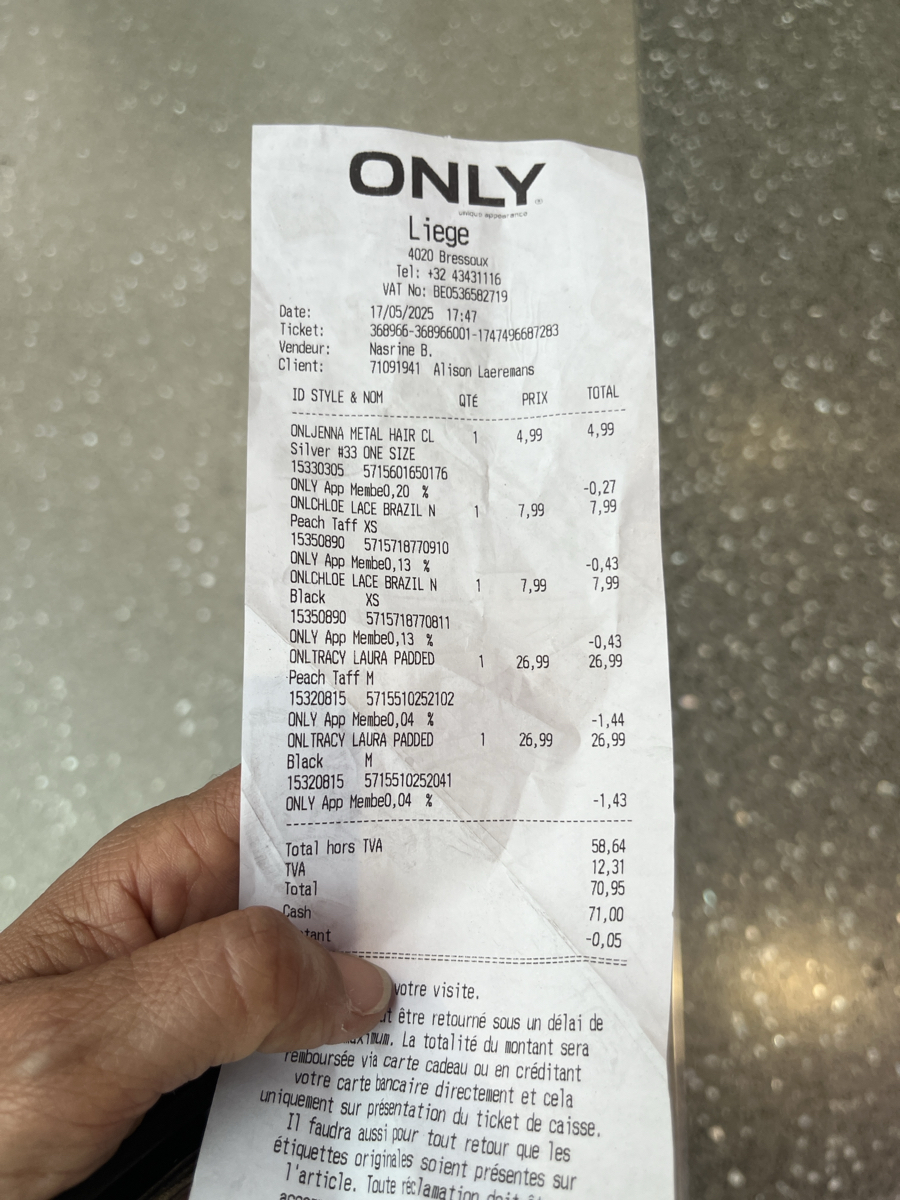 ONLY
unique appearance
Liege
4020 Bressoux
Tel: +32 43431116
VAT No: BE0536582719
Date: 17/05/2025 17:47
Ticket: 368966-368966001-1747496687283
Vendeur: Nasrine B.
Client: 71091941 Alison Laeremans
ID STYLE & NOM QTÉ PRIX TOTAL
ONLJENNA METAL HAIR CL 1 4,99 4,99
Silver #33 ONE SIZE
15330305 5715601650176
ONLY App Membe0,20 % -0,27
ONLCHLOE LACE BRAZIL N 1 7,99 7,99
Peach Taff XS
15350890 5715718770910
ONLY App Membe0,13 % -0,43
ONLCHLOE LACE BRAZIL N 1 7,99 7,99
Black XS
15350890 5715718770811
ONLY App Membe0,13 % -0,43
ONLTRACY LAURA PADDED 1 26,99 26,99
Peach Taff M
15320815 5715510252102
ONLY App Membe0,04 % -1,44
ONLTRACY LAURA PADDED 1 26,99 26,99
Black M
15320815 5715510252041
ONLY App Membe0,04 % -1,43
Total hors TVA 58,64
TVA 12,31
Total 70,95
Cash 71,00
tant -0,05
votre visite.
être retourné sous un délai de
La totalité du montant sera
remboursée via carte cadeau ou en créditant
votre carte bancaire directement et cela
uniquement sur présentation du ticket de caisse.
Il faudra aussi pour tout retour que les
étiquettes originales soient présentes sur
l'article. Toute réclamation doit